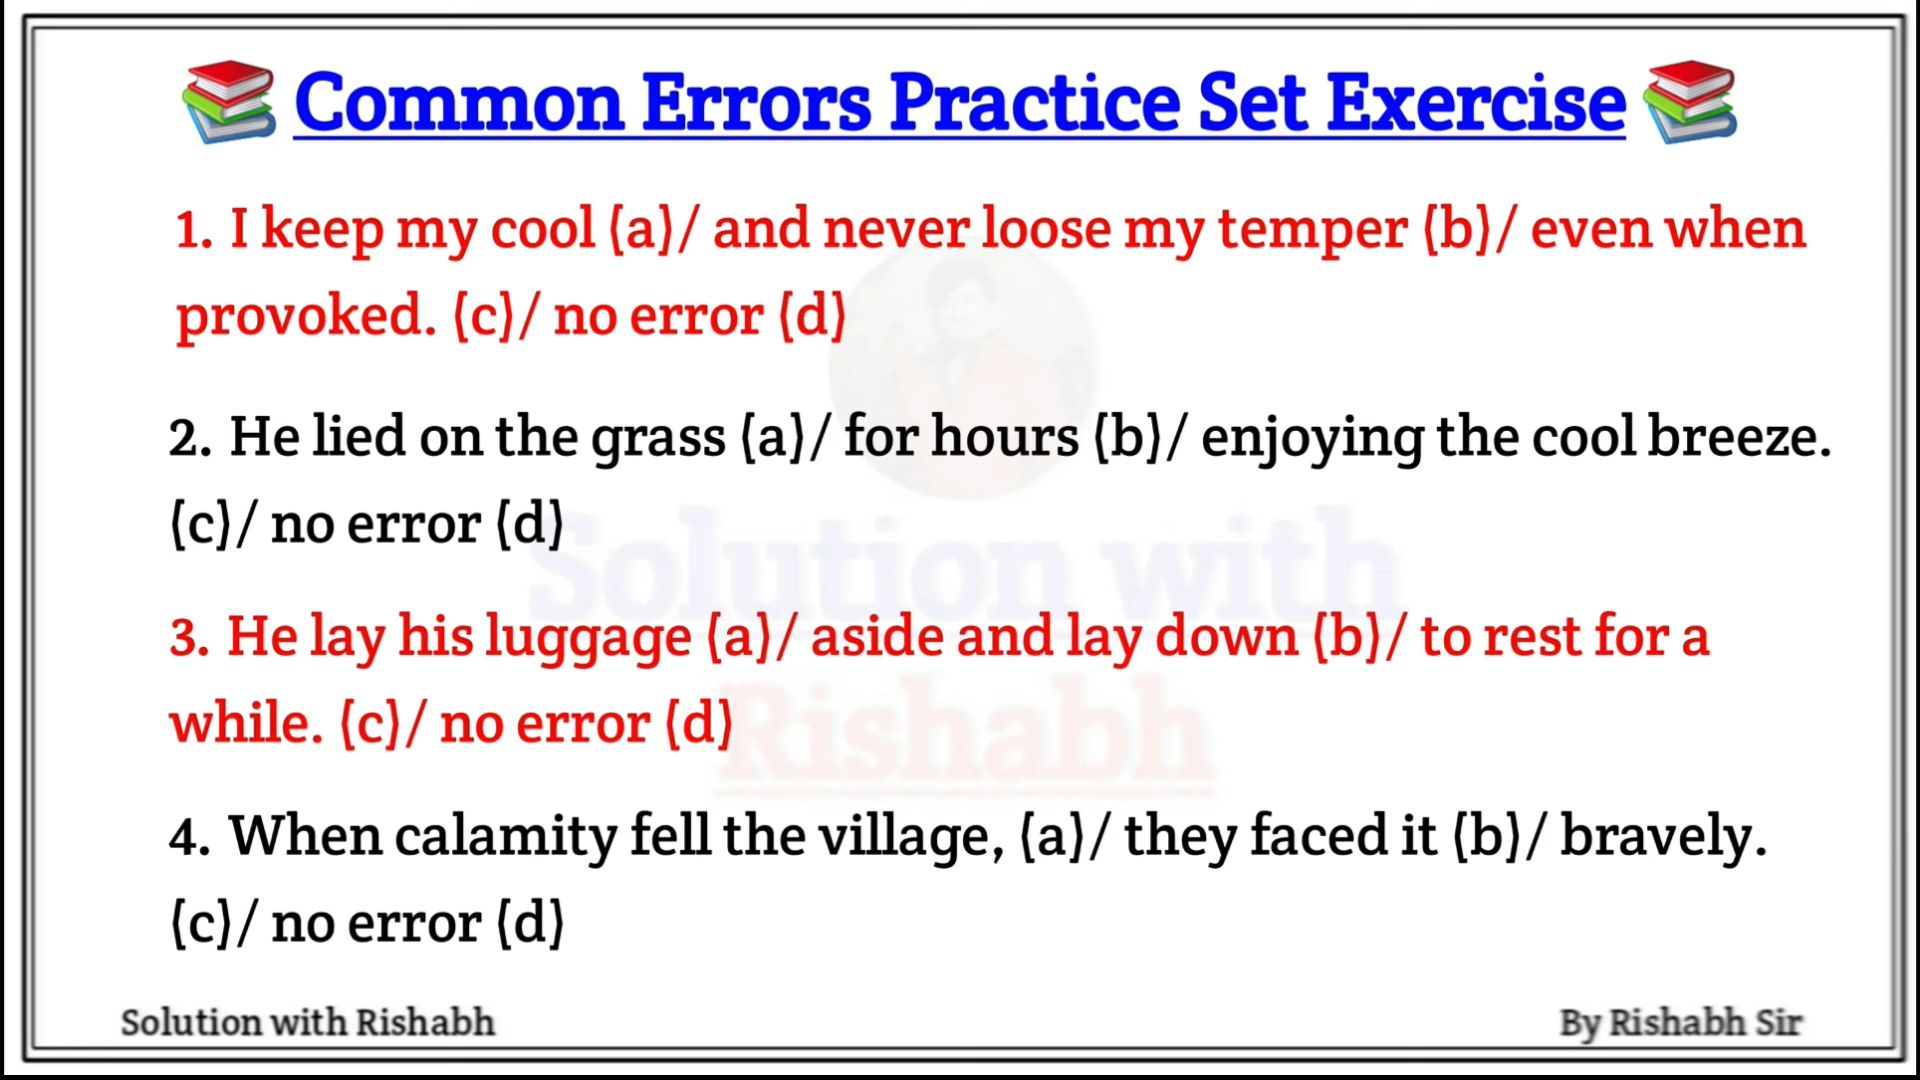 Common Errors Practice Set Exercise
1. I keep my cool (a)/ and never loose my temper (b)/ even when
provoked. (c)/ no error (d)
2. He lied on the grass (a)/ for hours (b)/ enjoying the cool breeze.
(c)/ no error (d)
Solution with
3. He lay his luggage (a)/ aside and lay down (b)/ to rest for a
while. (c)/ no error (d)
Rishabh
4. When calamity fell the village, (a)/ they faced it (b)/ bravely.
(c)/ no error (d)
Solution with Rishabh
By Rishabh Sir